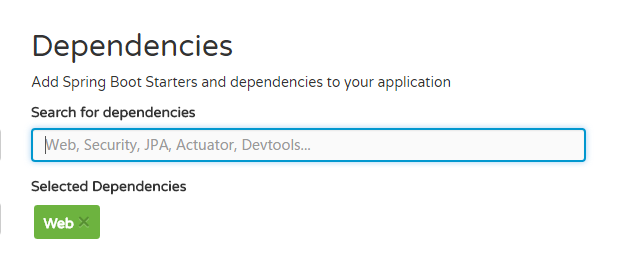 Dependencies
Add Spring Boot Starters and dependencies to your application
Search for dependencies
Web, Security, JPA, Actuator, Devtools...
Selected Dependencies
Web ×